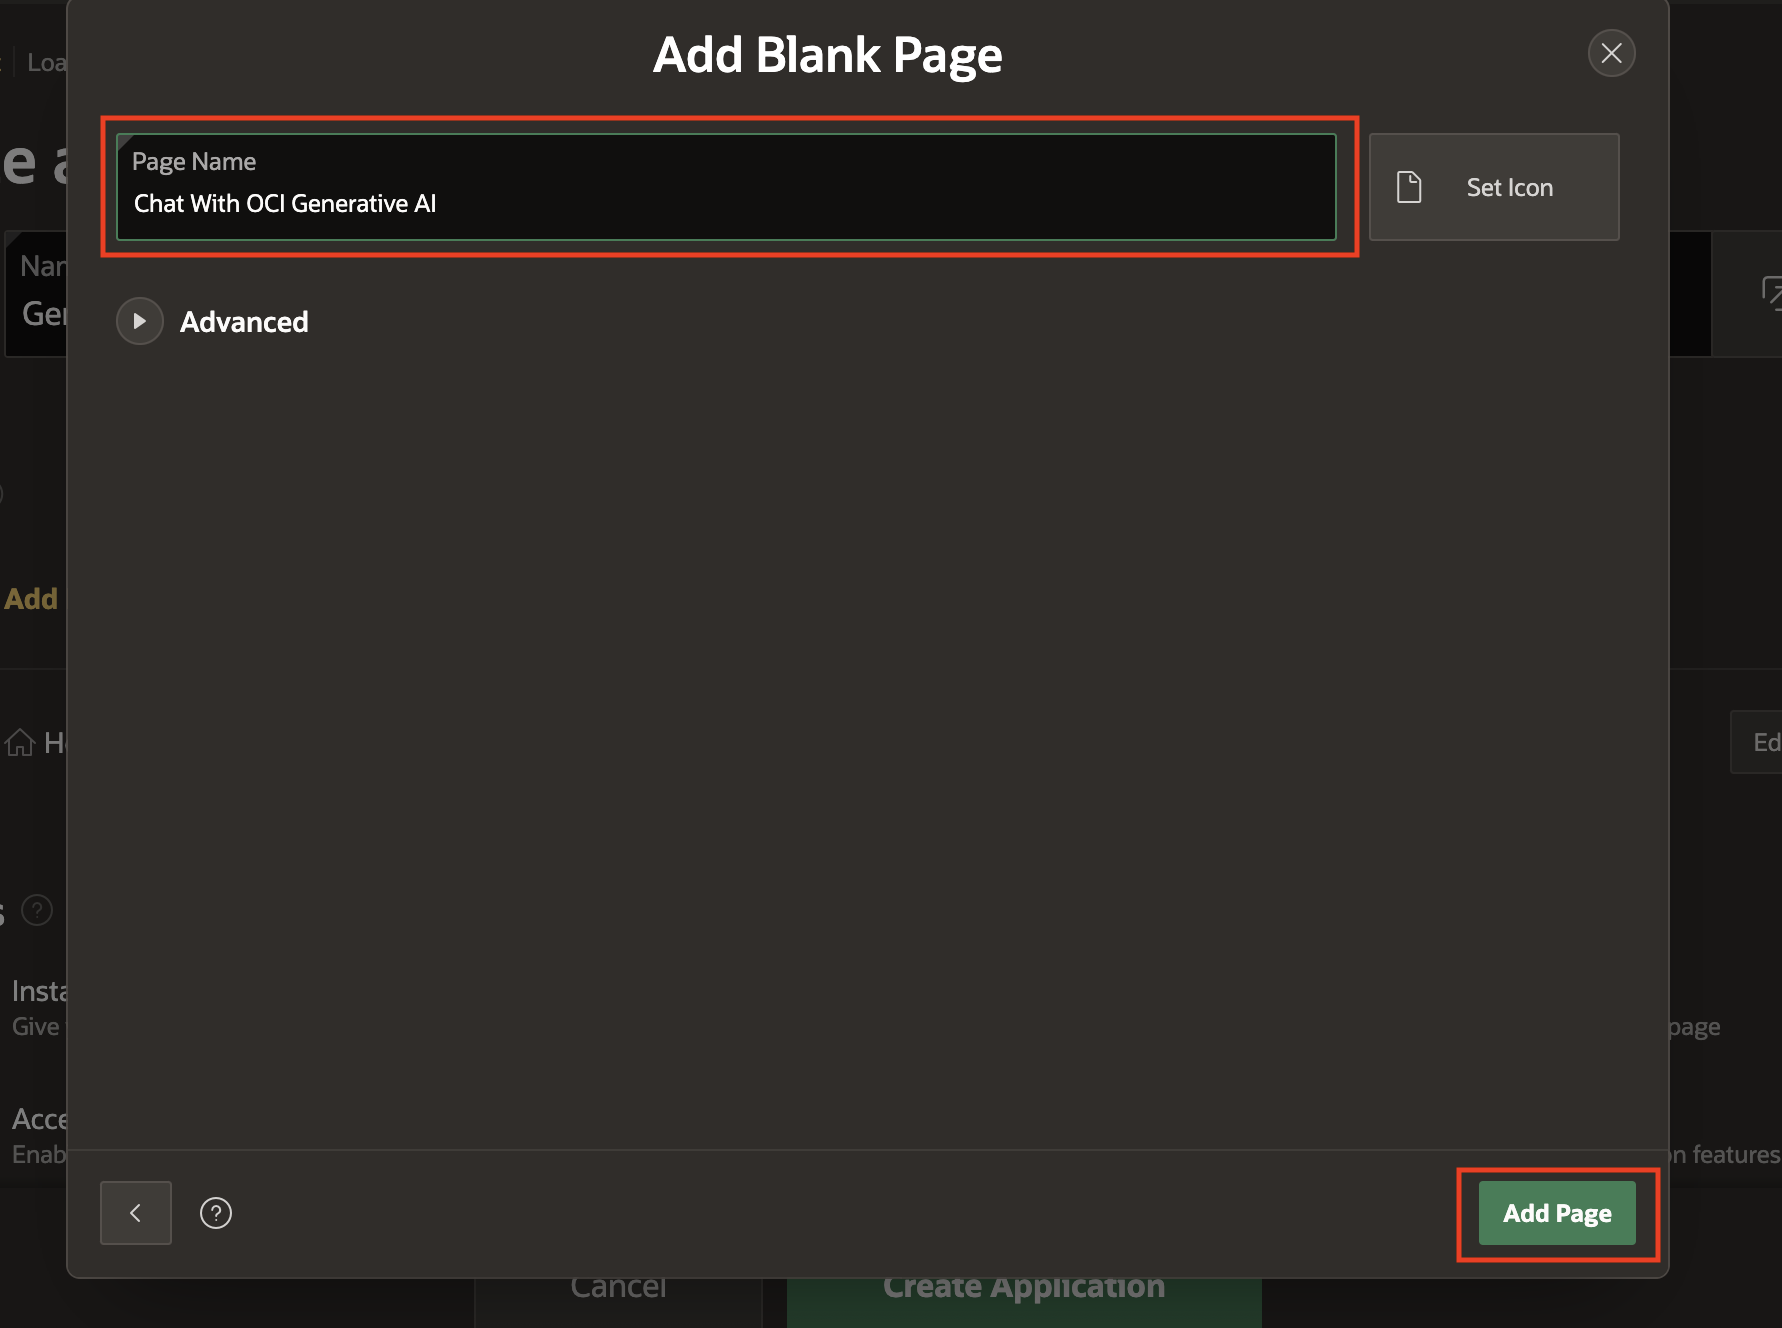 Loa
Add Blank Page
e a
Page Name
Chat With OCI Generative AI
Set Icon
Nar
Ger
Advanced
Add
H
Ed
s
?
Insta
Give
page
Acce
Enab
n features
?
Add Page
Cancel
Create Application